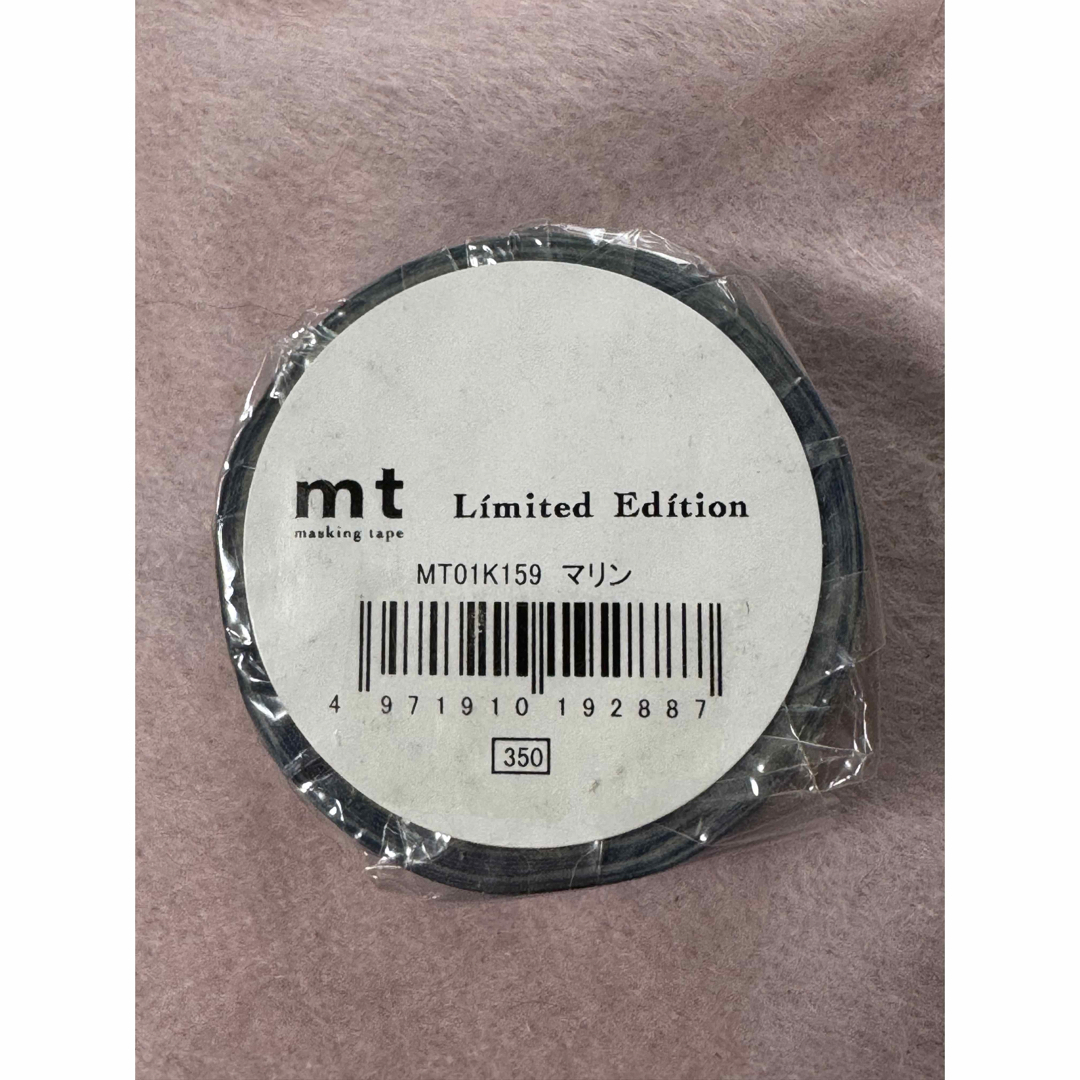 mt Limited Edition
masking tape
MT01K159 マリン
4 971910 192887
350